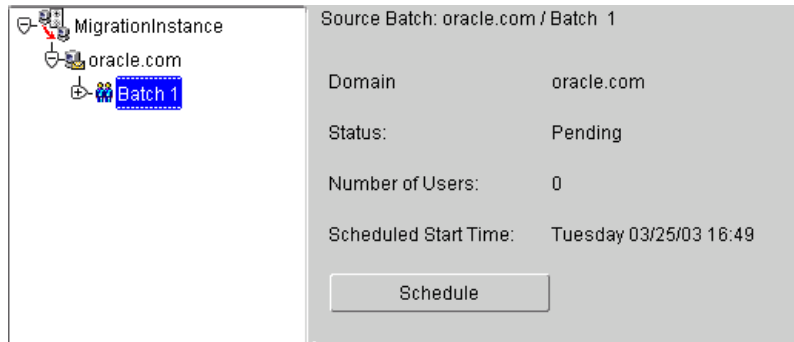 MigrationInstance
oracle.com
Batch 1
Source Batch: oracle.com / Batch 1
Domain oracle.com
Status: Pending
Number of Users: 0
Scheduled Start Time: Tuesday 03/25/03 16:49
Schedule